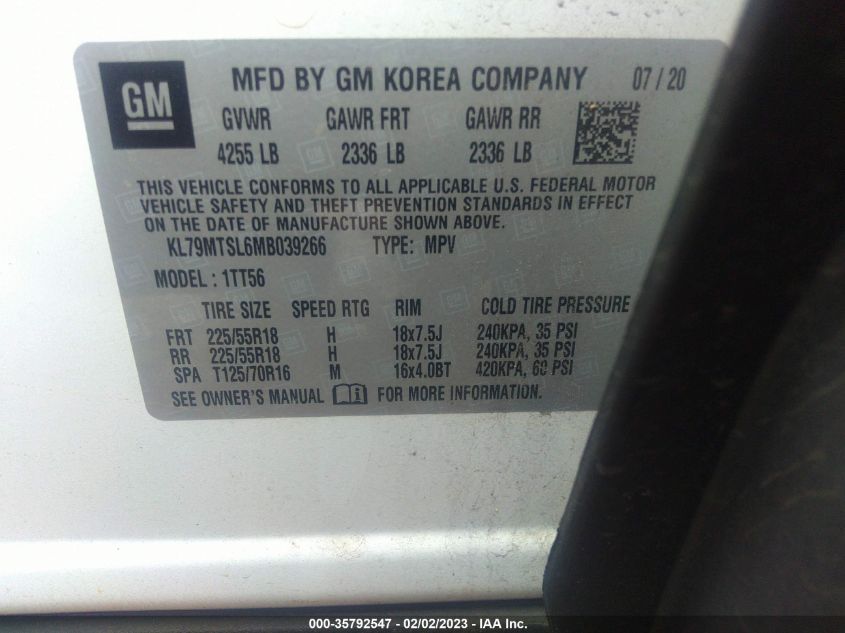 GM
MFD BY GM KOREA COMPANY 07 / 20
GVWR GAWR FRT GAWR RR
4255 LB 2336 LB 2336 LB
THIS VEHICLE CONFORMS TO ALL APPLICABLE U.S. FEDERAL MOTOR
VEHICLE SAFETY AND THEFT PREVENTION STANDARDS IN EFFECT
ON THE DATE OF MANUFACTURE SHOWN ABOVE.
KL79MTSL6MB039266 TYPE: MPV
MODEL : 1TT56
TIRE SIZE SPEED RTG RIM COLD TIRE PRESSURE
FRT 225/55R18 H 18x7.5J 240KPA, 35 PSI
RR 225/55R18 H 18x7.5J 240KPA, 35 PSI
SPA T125/70R16 M 16x4.0BT 420KPA, 60 PSI
SEE OWNER'S MANUAL FOR MORE INFORMATION.
000-35792547 - 02/02/2023 - IAA Inc.